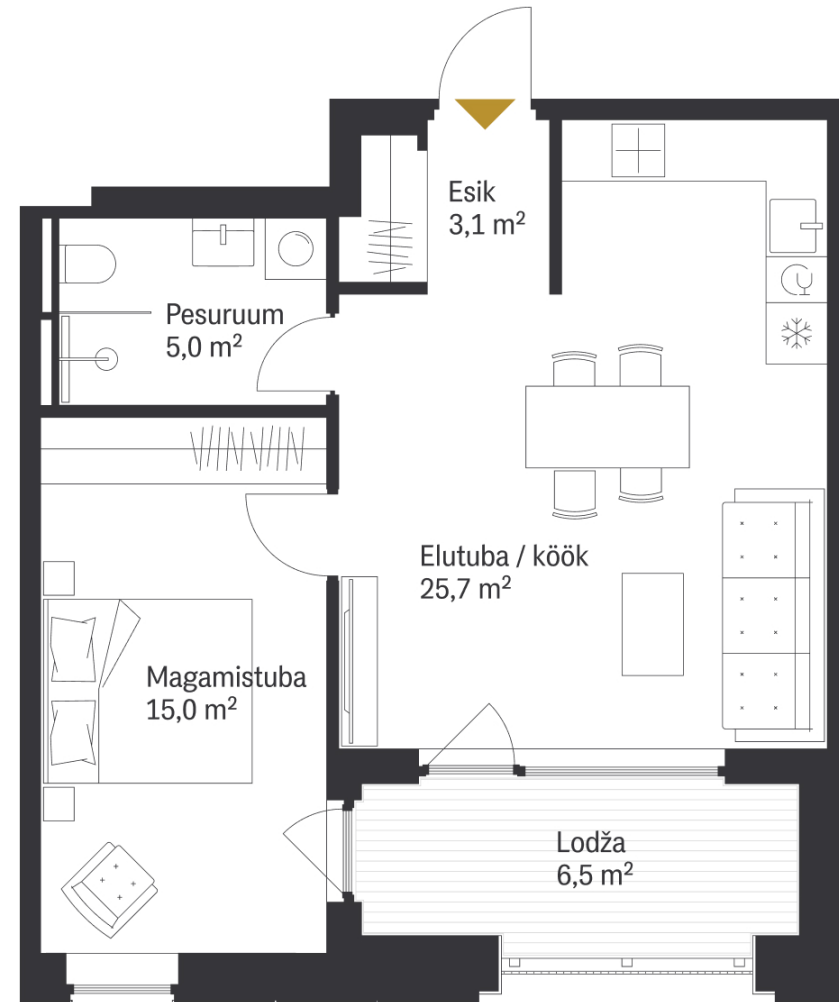 Esik
3,1 m²
Pesuruum
5,0 m²
Elutuba / köök
25,7 m²
Magamistuba
15,0 m²
Lodža
6,5 m²